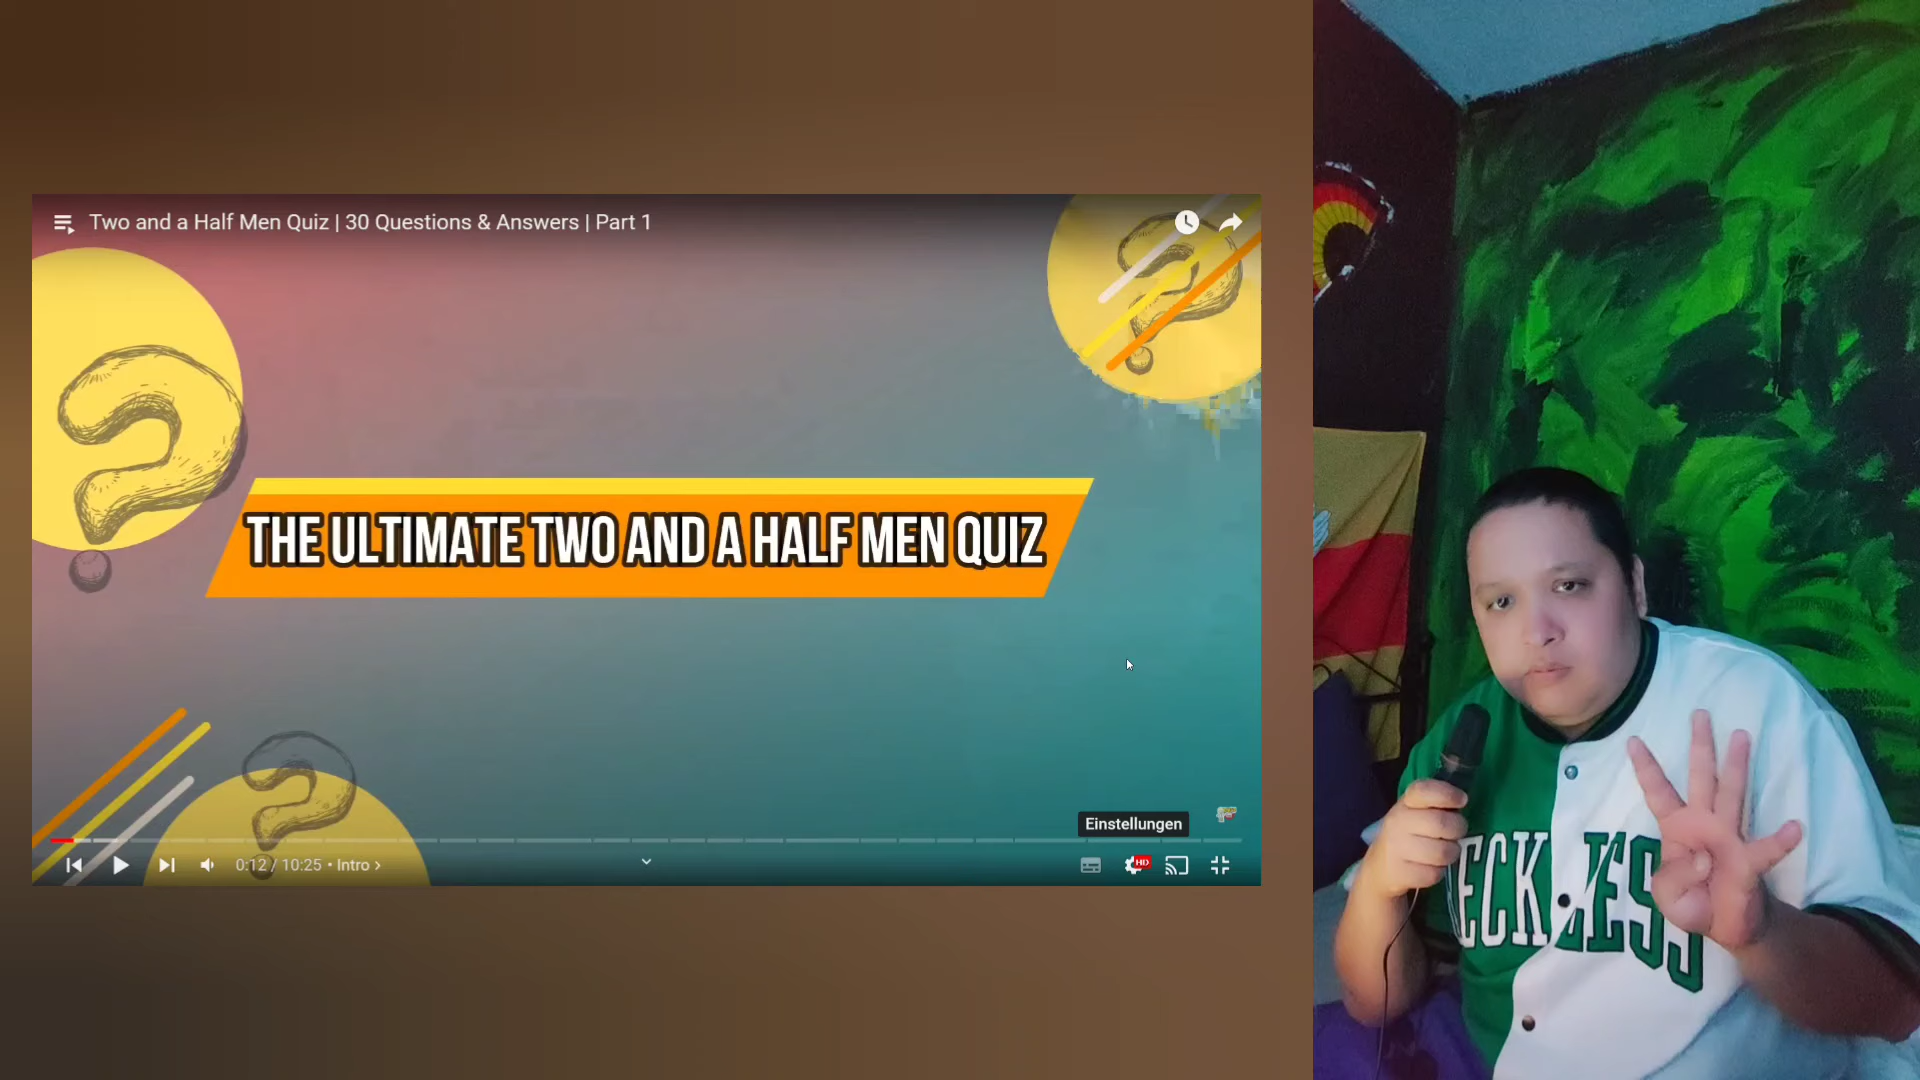 Two and a Half Men Quiz | 30 Questions & Answers | Part 1
THE ULTIMATE TWO AND A HALF MEN QUIZ
Einstellungen
0:12 / 10:25 • Intro ›
HD
RECKLESS